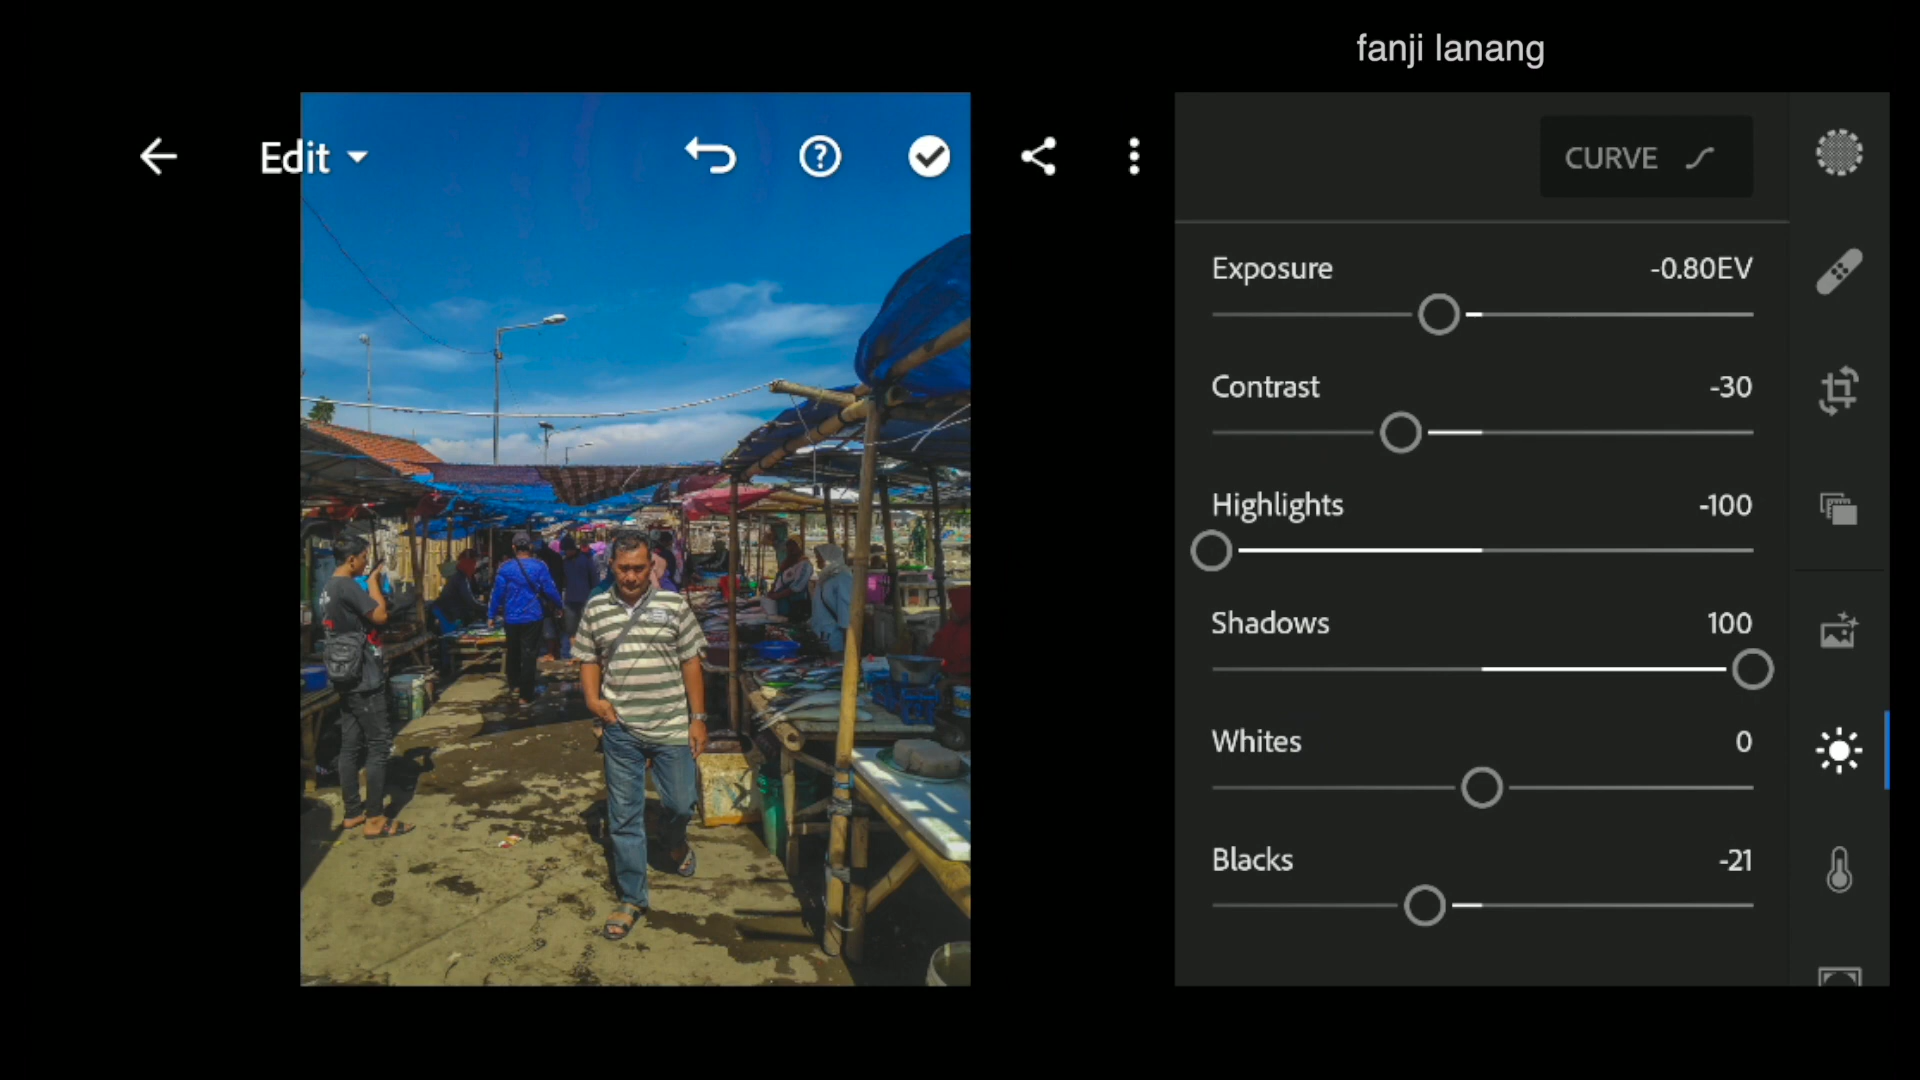 fanji lanang
Edit
CURVE
Exposure -0.80EV
Contrast -30
Highlights -100
Shadows 100
Whites 0
Blacks -21